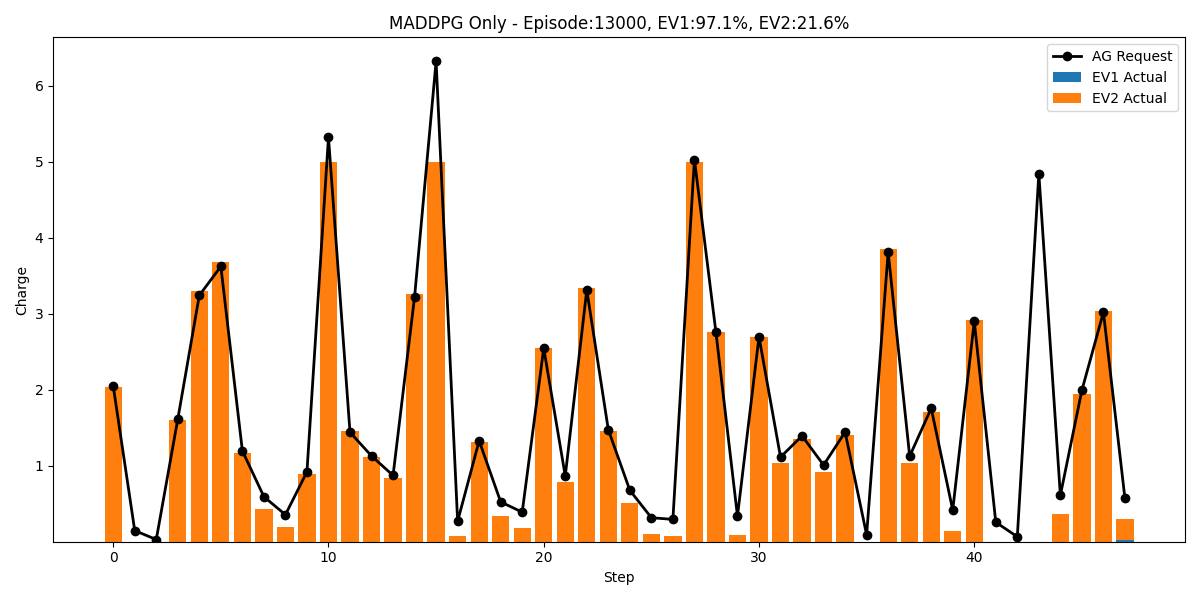 MADDPG Only - Episode:13000, EV1:97.1%, EV2:21.6%
AG Request
EV1 Actual
EV2 Actual
Charge
6
5
4
3
2
1
0 10 20 30 40
Step